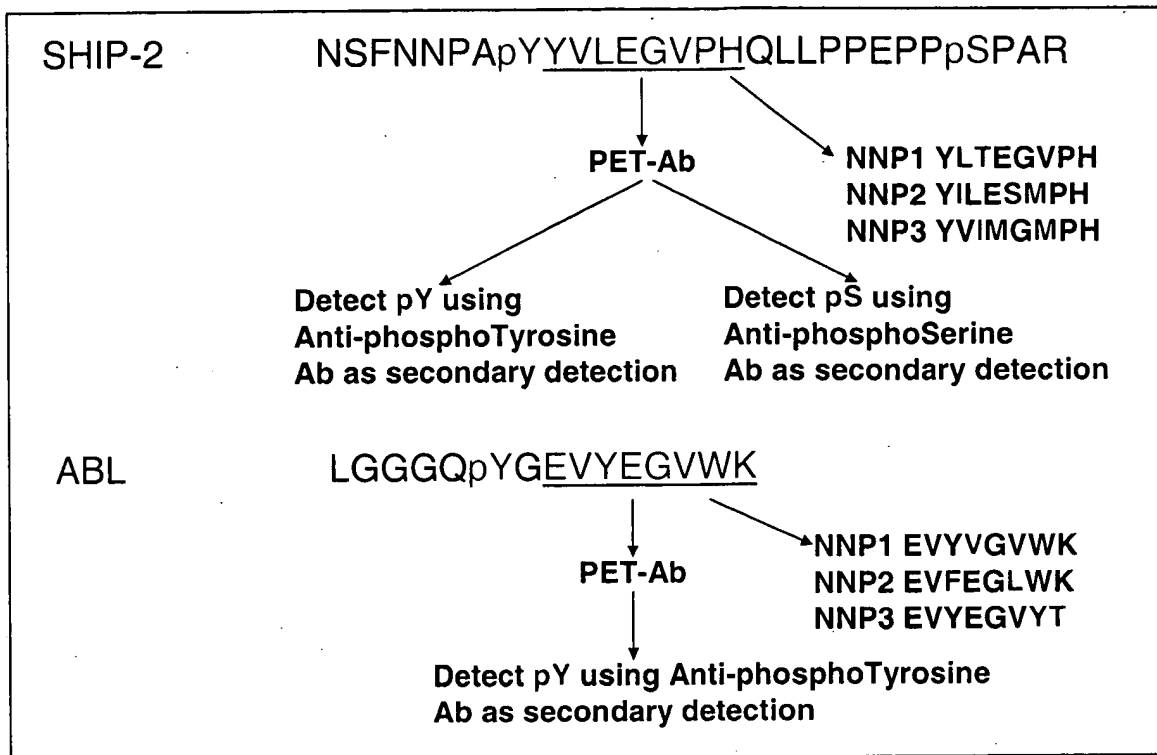 SHIP-2 NSFNNPApYYVLEGVPHQLLPPEPPpSPAR
PET-Ab
NNP1 YLTEGVPH
NNP2 YILESMPH
NNP3 YVIMGMPH
Detect pY using
Anti-phosphoTyrosine
Ab as secondary detection
Detect pS using
Anti-phosphoSerine
Ab as secondary detection
ABL LGGGQpYGEVYEGVWK
PET-Ab
NNP1 EVYVGVWK
NNP2 EVFEGLWK
NNP3 EVYEGVYT
Detect pY using Anti-phosphoTyrosine
Ab as secondary detection